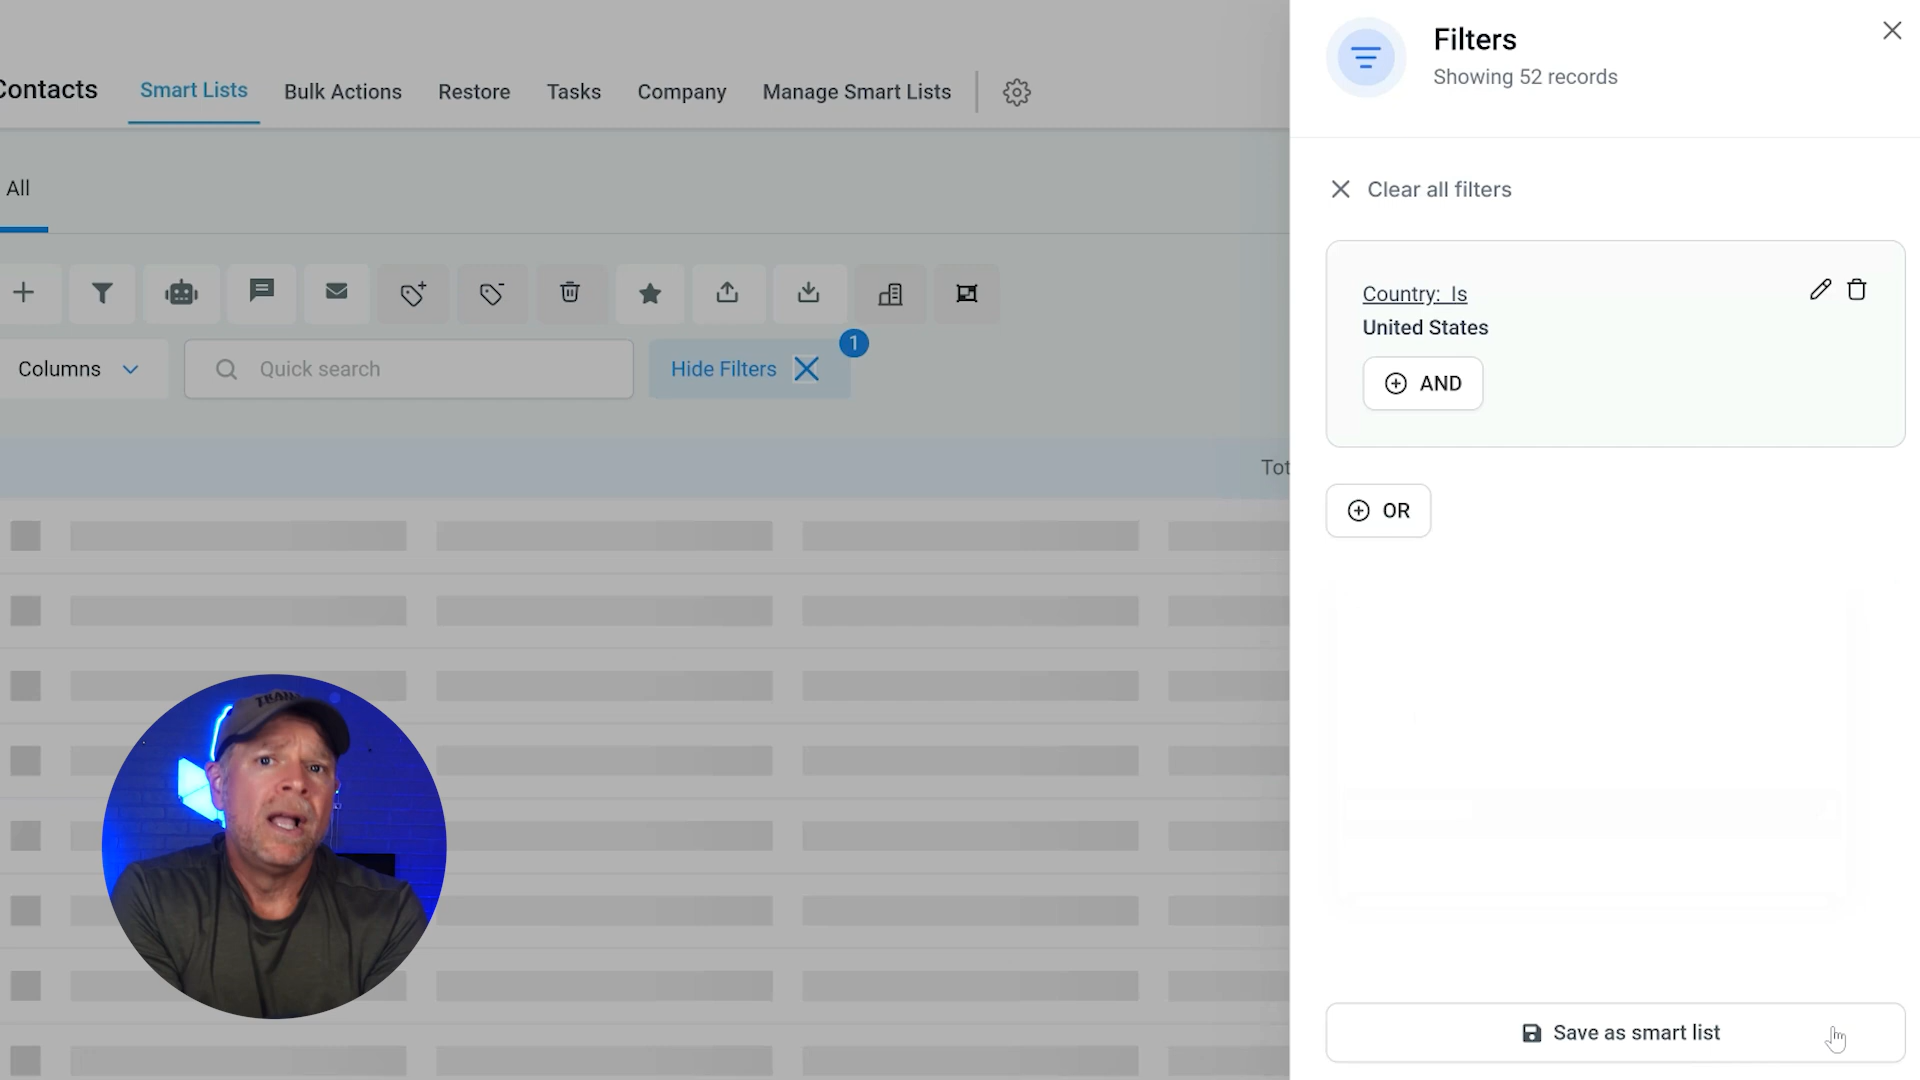 Contacts
Smart Lists
Bulk Actions
Restore
Tasks
Company
Manage Smart Lists
All
Columns
Quick search
Hide Filters
1
Tot
Filters
Showing 52 records
Clear all filters
Country: Is
United States
AND
OR
Save as smart list